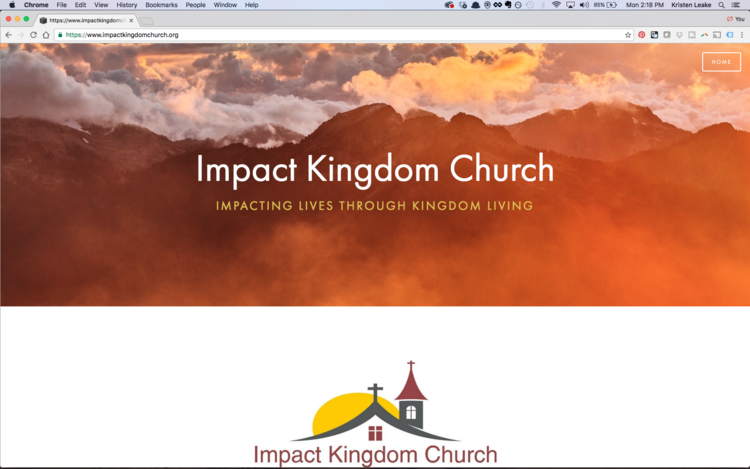 Chrome File Edit View History Bookmarks People Window Help 85% Mon 2:18 PM Kristen Leake
https://www.impactkingdomc
You
https://www.impactkingdomchurch.org
HOME
Impact Kingdom Church
IMPACTING LIVES THROUGH KINGDOM LIVING
Impact Kingdom Church